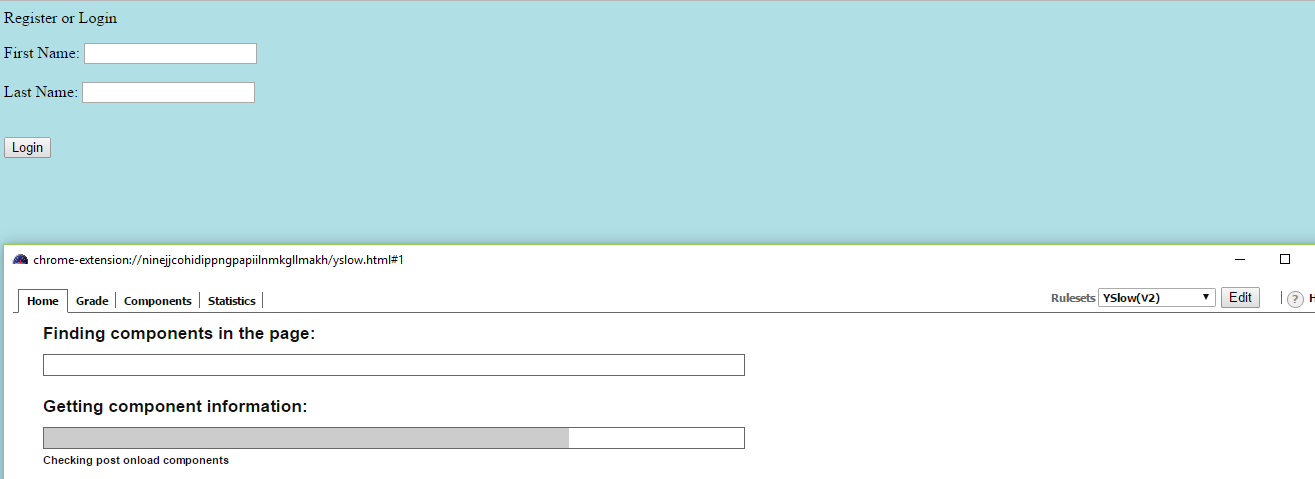 Register or Login
First Name:
Last Name:
Login
chrome-extension://ninejjcohidippngpapiilnmkgllmakh/yslow.html#1
Home Grade Components Statistics Rulesets YSlow(V2) Edit ? H
Finding components in the page:
Getting component information:
Checking post onload components